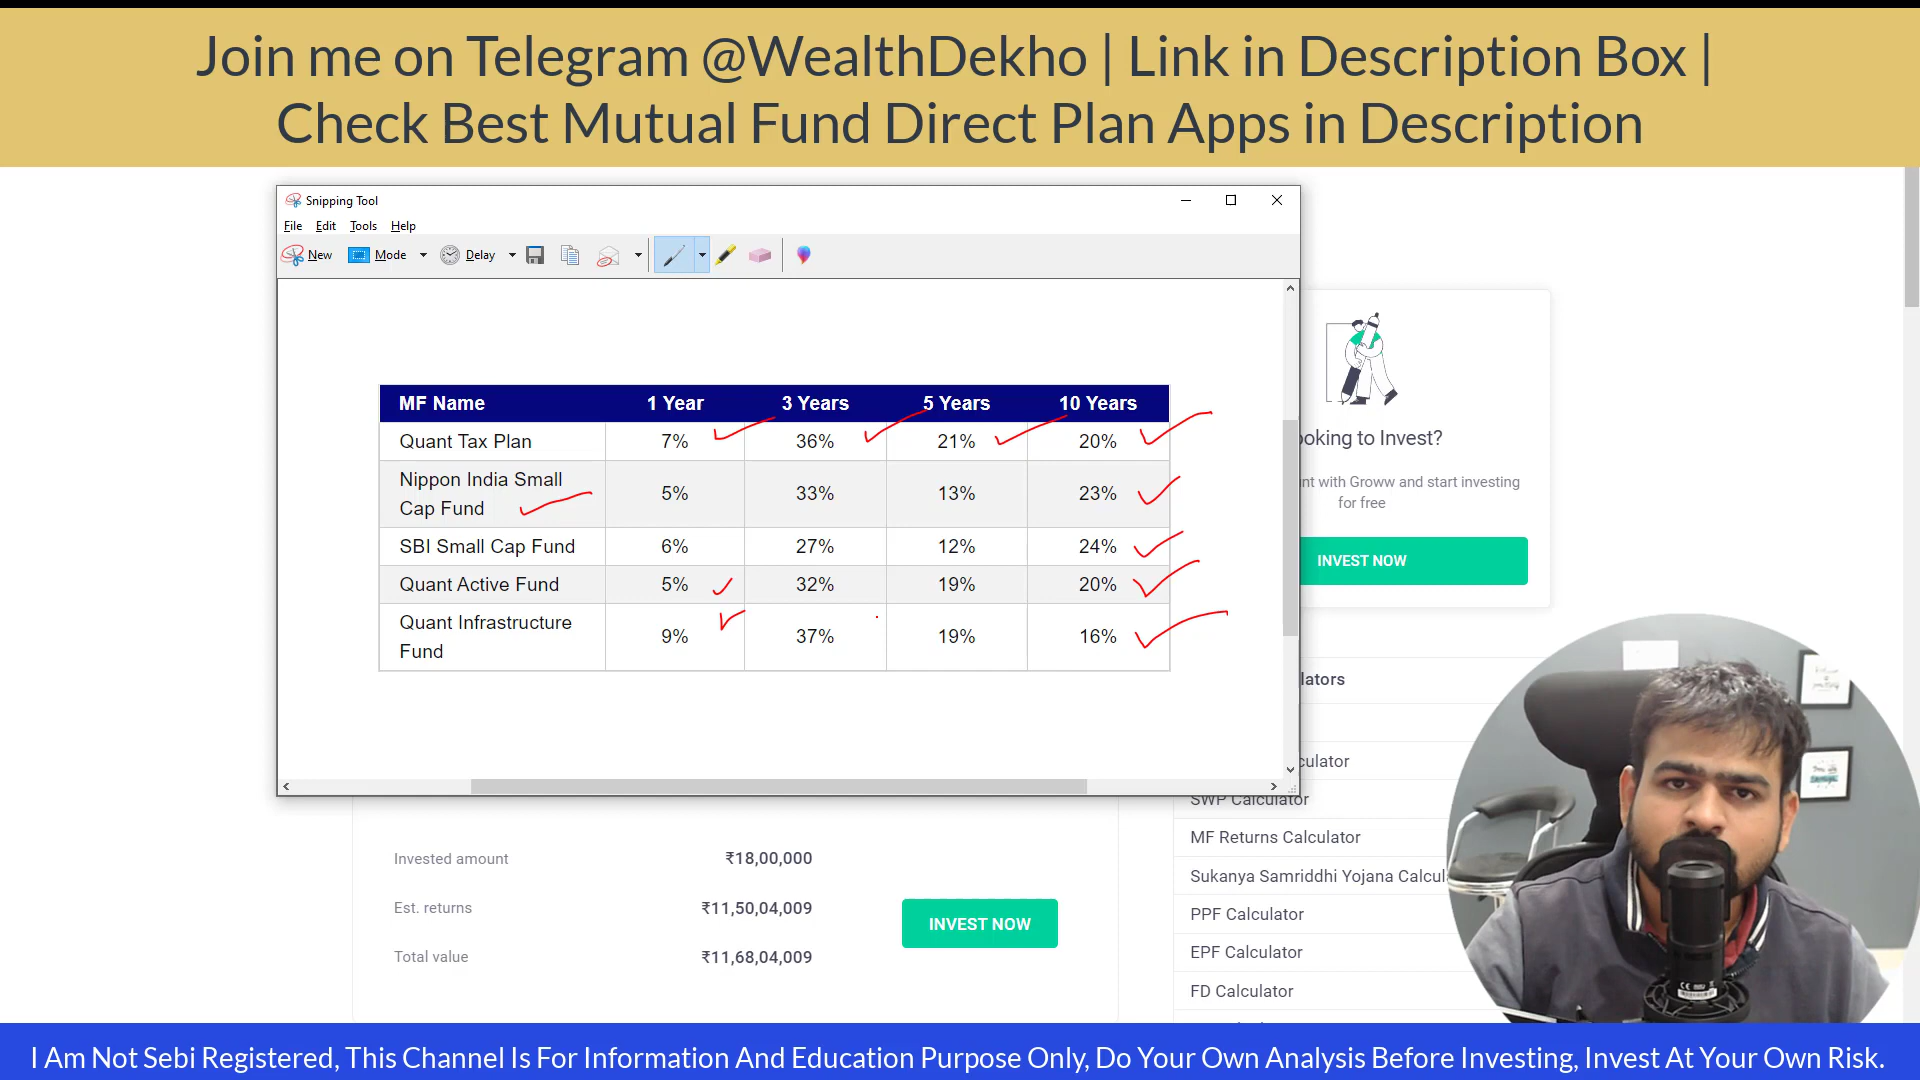 Join me on Telegram @WealthDekho | Link in Description Box |
Check Best Mutual Fund Direct Plan Apps in Description
Snipping Tool
File Edit Tools Help
New Mode Delay
MF Name 1 Year 3 Years 5 Years 10 Years
Quant Tax Plan 7% 36% 21% 20%
Nippon India Small
Cap Fund 5% 33% 13% 23%
SBI Small Cap Fund 6% 27% 12% 24%
Quant Active Fund 5% 32% 19% 20%
Quant Infrastructure
Fund 9% 37% 19% 16%
ooking to Invest?
nt with Groww and start investing
for free
INVEST NOW
lators
culator
SWP Calculator
MF Returns Calculator
Sukanya Samriddhi Yojana Calcul
PPF Calculator
EPF Calculator
FD Calculator
Invested amount ₹18,00,000
Est. returns ₹11,50,04,009
Total value ₹11,68,04,009
INVEST NOW
I Am Not Sebi Registered, This Channel Is For Information And Education Purpose Only, Do Your Own Analysis Before Investing, Invest At Your Own Risk.